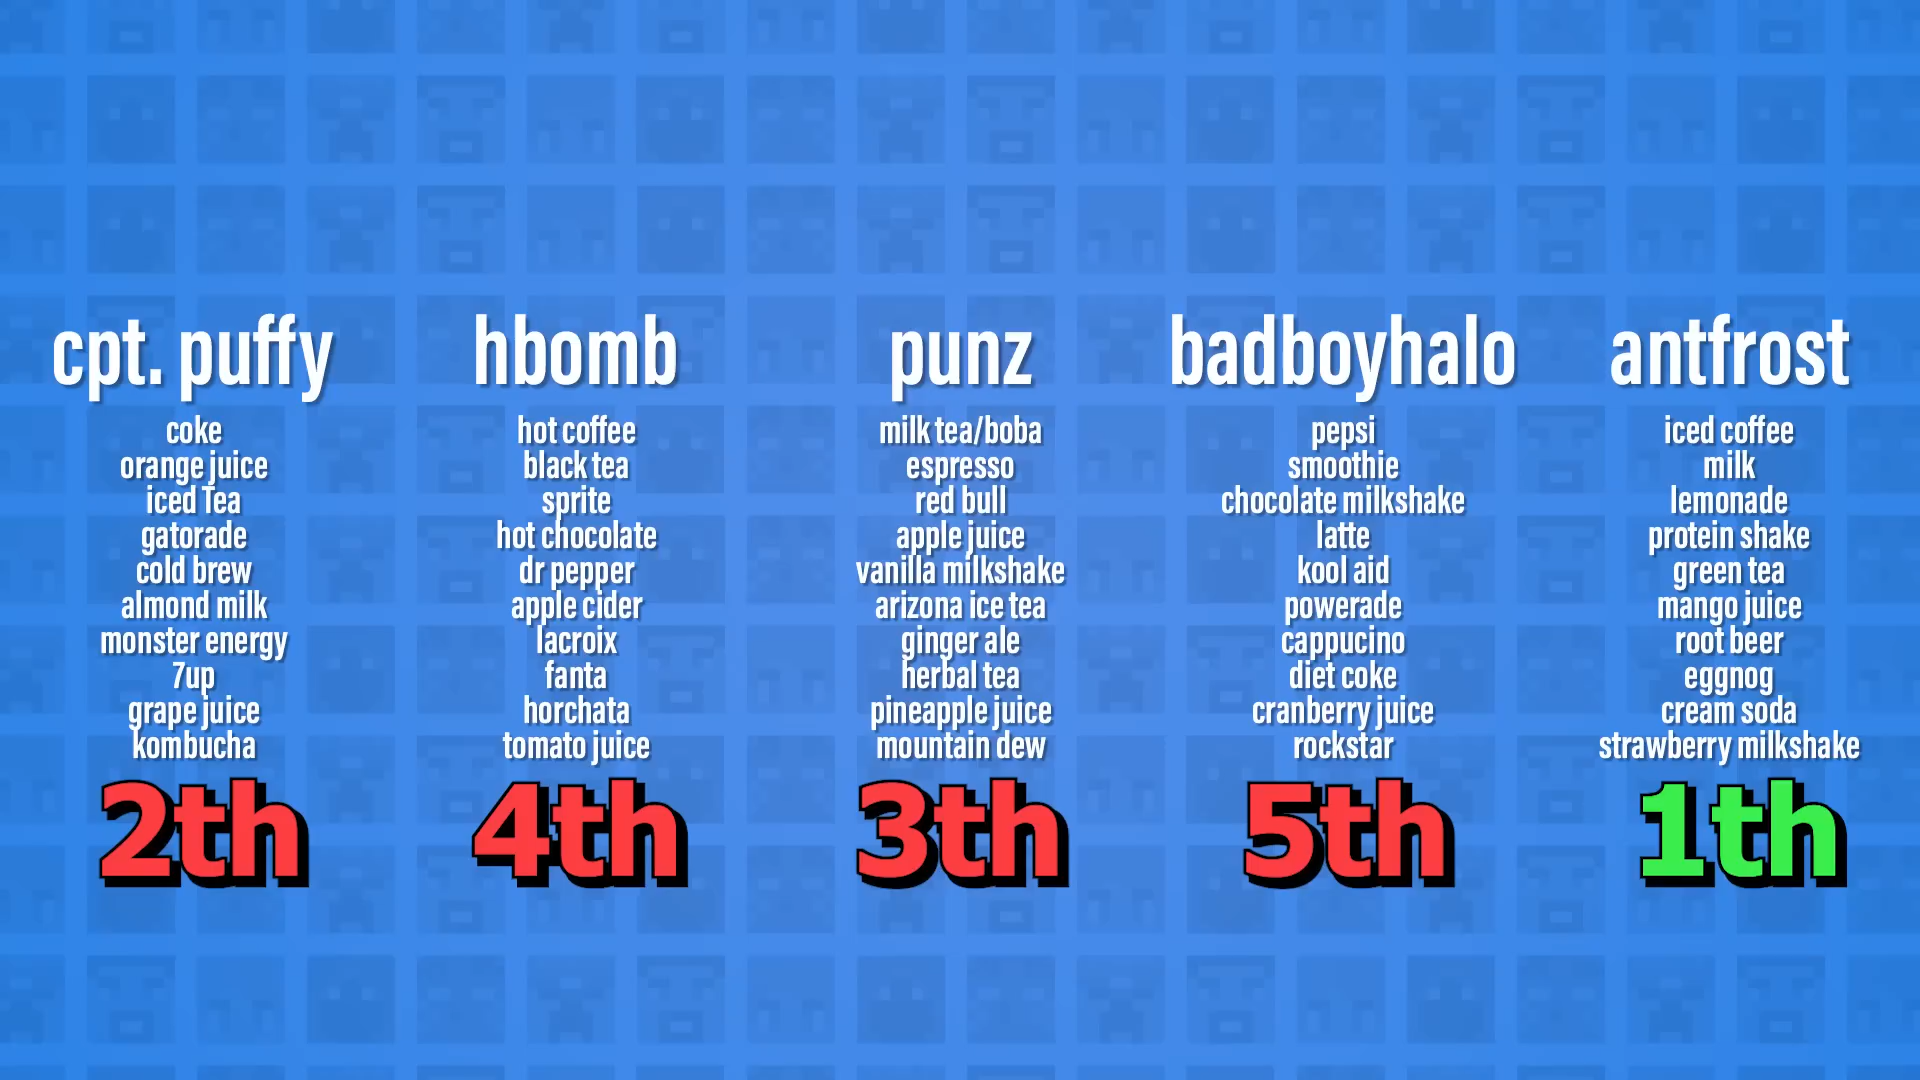 cpt. puffy
coke
orange juice
iced Tea
gatorade
cold brew
almond milk
monster energy
7up
grape juice
kombucha
2th
hbomb
hot coffee
black tea
sprite
hot chocolate
dr pepper
apple cider
lacroix
fanta
horchata
tomato juice
4th
punz
milk tea/boba
espresso
red bull
apple juice
vanilla milkshake
arizona ice tea
ginger ale
herbal tea
pineapple juice
mountain dew
3th
badboyhalo
pepsi
smoothie
chocolate milkshake
latte
kool aid
powerade
cappucino
diet coke
cranberry juice
rockstar
5th
antfrost
iced coffee
milk
lemonade
protein shake
green tea
mango juice
root beer
eggnog
cream soda
strawberry milkshake
1th